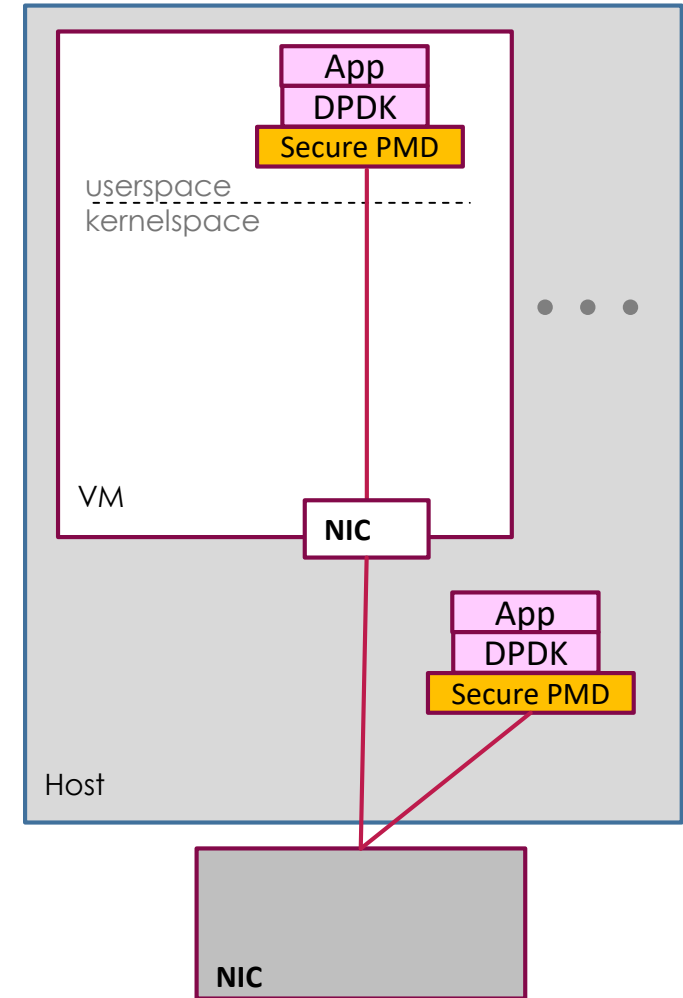 App
DPDK
Secure PMD
userspace
kernelspace
VM
NIC
App
DPDK
Secure PMD
Host
NIC